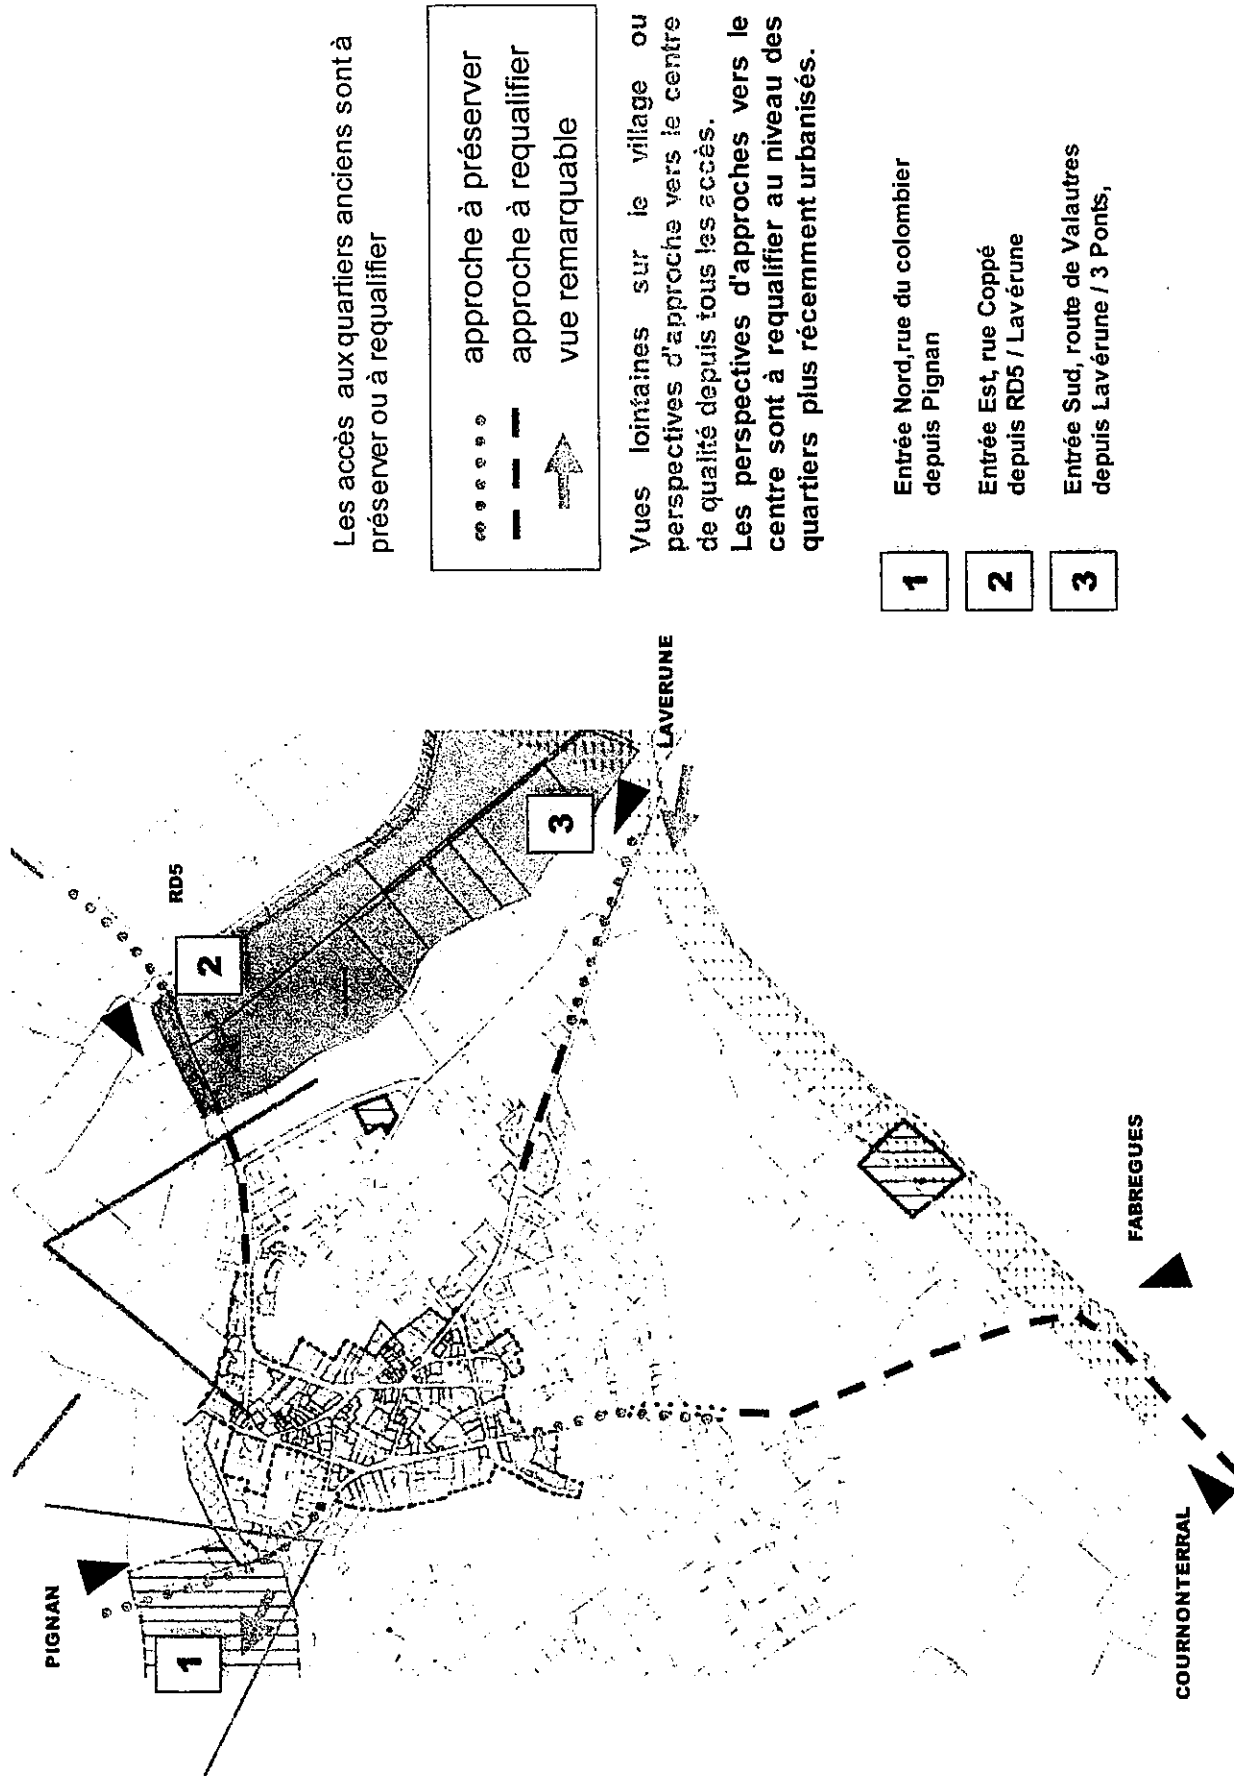 Les accès aux quartiers anciens sont à
préserver ou à requalifier
approche à préserver
approche à requalifier
vue remarquable
Vues lointaines sur le village ou
perspectives d'approche vers le centre
de qualité depuis tous les accès.
Les perspectives d'approches vers le
centre sont à requalifier au niveau des
quartiers plus récemment urbanisés.
1
Entrée Nord,rue du colombier
depuis Pignan
2
Entrée Est, rue Coppé
depuis RD5 / Lavérune
3
Entrée Sud, route de Valautres
depuis Lavérune / 3 Ponts,
PIGNAN
1
RD5
2
3
LAVERUNE
FABREGUES
COURNONTERRAL